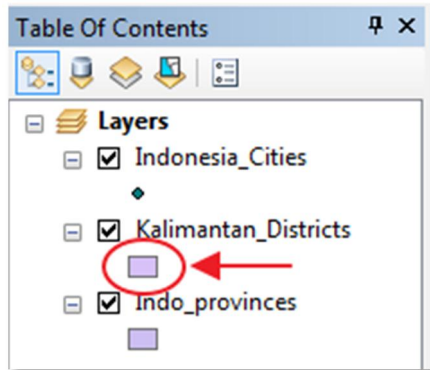 Table Of Contents
Layers
Indonesia_Cities
Kalimantan_Districts
Indo_provinces